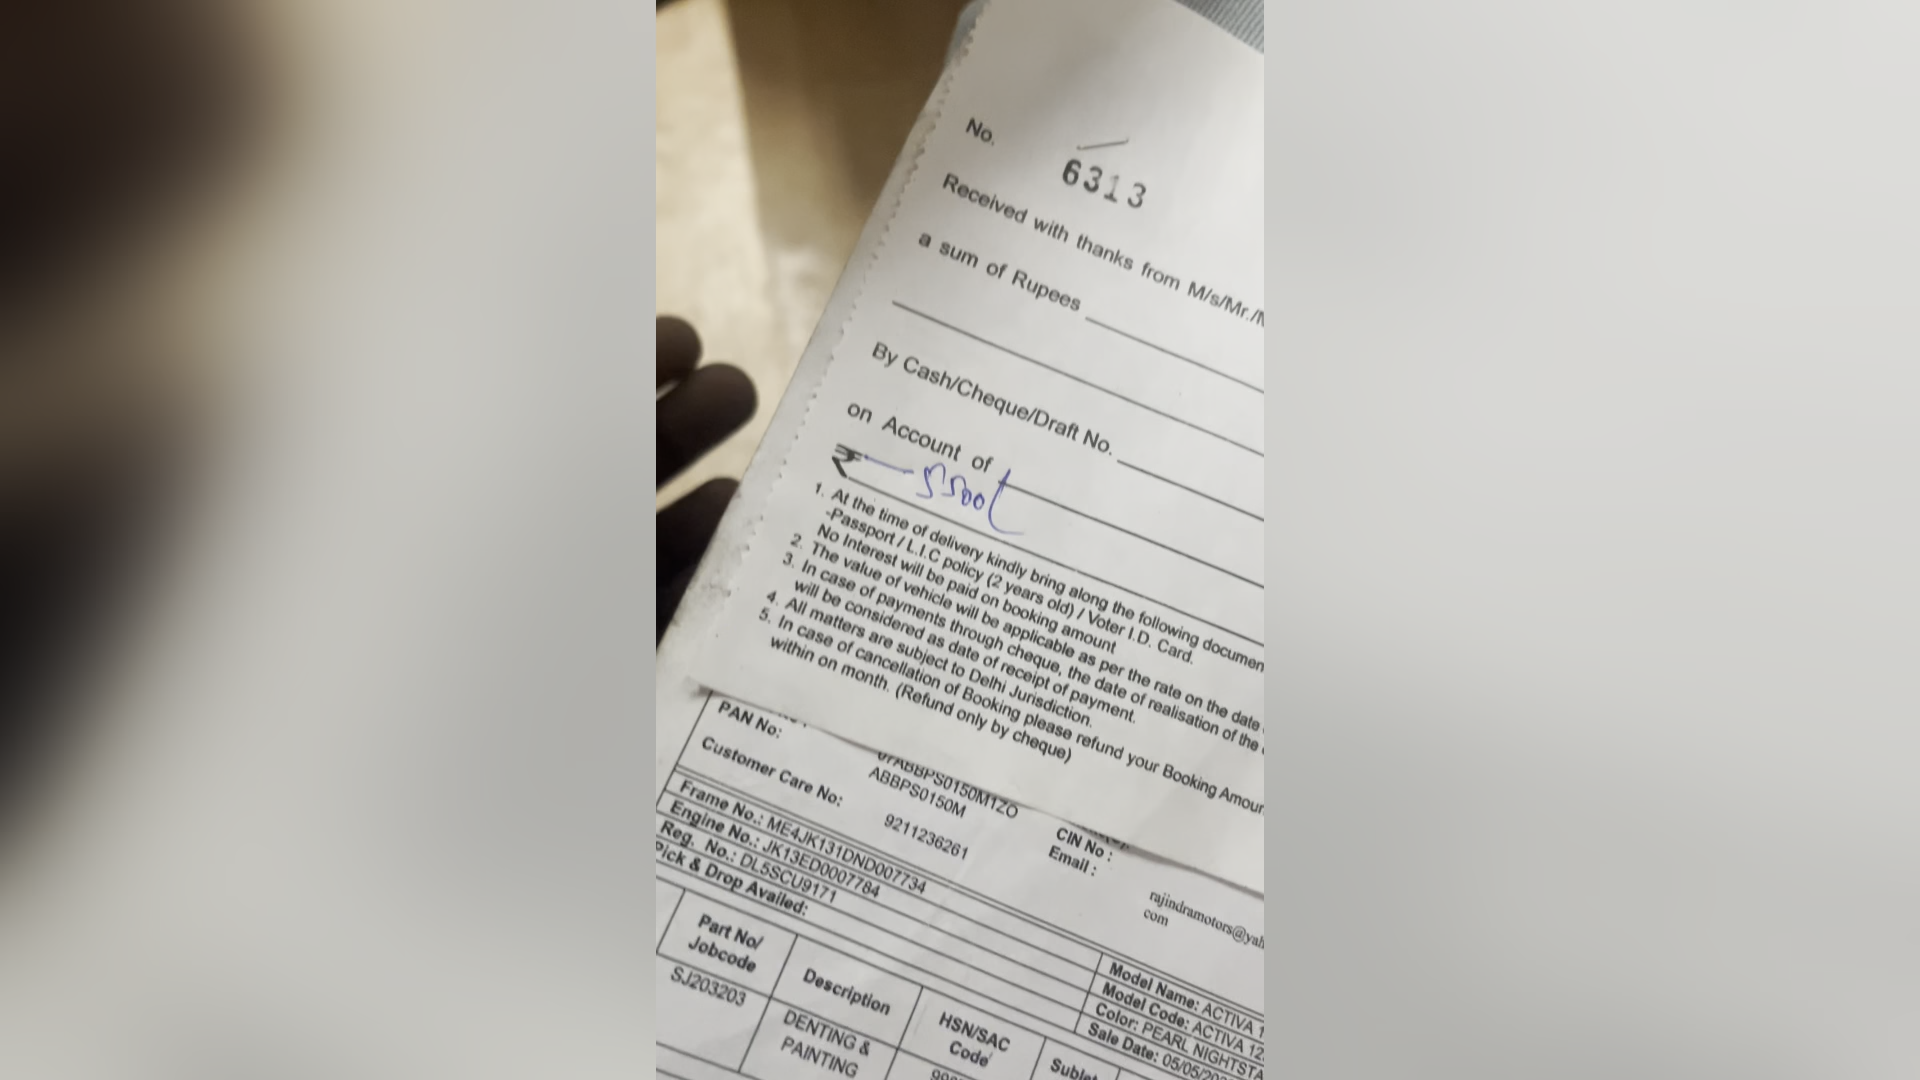 No.
6313
Received with thanks from M/s/Mr./
a sum of Rupees
By Cash/Cheque/Draft No.
on Account of
₹
1. At the time of delivery kindly bring along the following documen
-Passport / L.I.C policy (2 years old) / Voter I.D. Card.
No Interest will be paid on booking amount
2. The value of vehicle will be applicable as per the rate on the date
3. In case of payments through cheque, the date of realisation of the
will be considered as date of receipt of payment.
4. All matters are subject to Delhi Jurisdiction.
5. In case of cancellation of Booking please refund your Booking Amoun
within on month. (Refund only by cheque)
07ABBPS0150M1ZO
PAN No: ABBPS0150M
Customer Care No: 9211236261
CIN No :
Email : rajindramotors@yah
com
Frame No.: ME4JK131DND007734
Engine No.: JK13ED0007784
Reg. No.: DL5SCU9171
Pick & Drop Availed:
Model Name: ACTIVA 1
Model Code: ACTIVA 12
Color: PEARL NIGHTSTA
Sale Date: 05/05/20
Part No/
Jobcode
Description
HSN/SAC
Code
Sublet
SJ203203
DENTING &
PAINTING